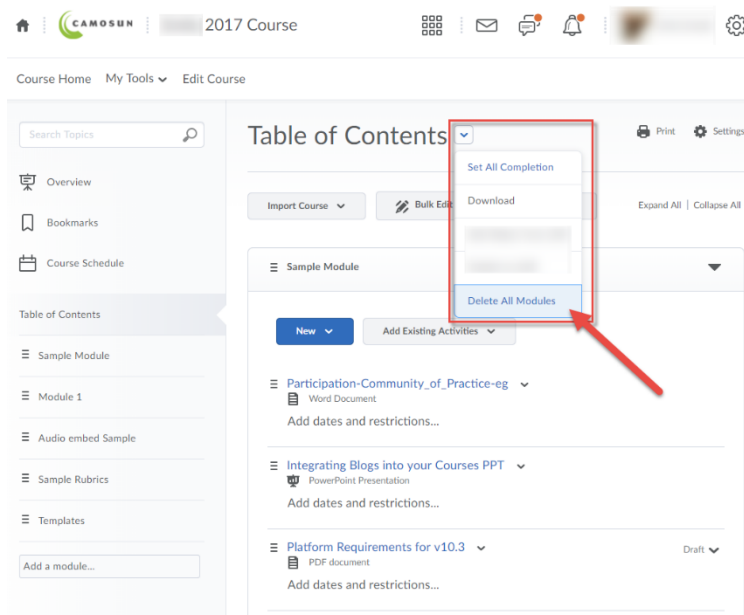 CAMOSUN
2017 Course
Course Home My Tools Edit Course
Search Topics
Overview
Bookmarks
Course Schedule
Table of Contents
Sample Module
Module 1
Audio embed Sample
Sample Rubrics
Templates
Add a module...
Table of Contents
Print Settings
Set All Completion
Download
Delete All Modules
Import Course Bulk Edit
Expand All | Collapse All
Sample Module
New Add Existing Activities
Participation-Community_of_Practice-eg
Word Document
Add dates and restrictions...
Integrating Blogs into your Courses PPT
PowerPoint Presentation
Add dates and restrictions...
Platform Requirements for v10.3
Draft
PDF document
Add dates and restrictions...